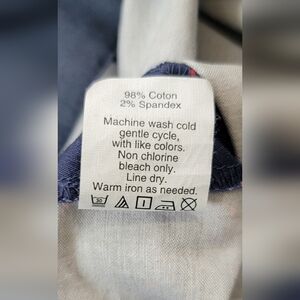 98% Coton
2% Spandex
Machine wash cold
gentle cycle,
with like colors.
Non chlorine
bleach only.
Line dry.
Warm iron as needed.